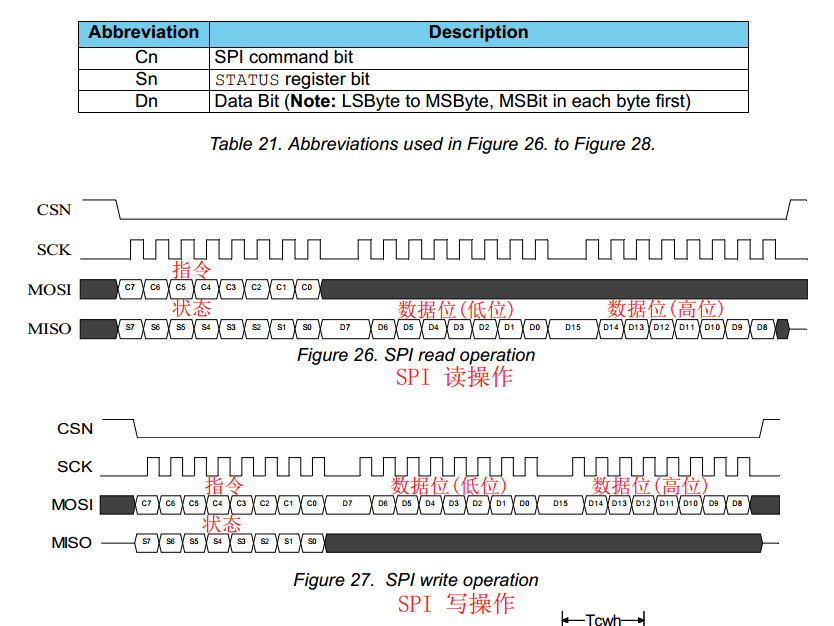 Abbreviation Description
Cn SPI command bit
Sn STATUS register bit
Dn Data Bit (Note: LSByte to MSByte, MSBit in each byte first)
Table 21. Abbreviations used in Figure 26. to Figure 28.
CSN
SCK
指令
MOSI C7 C6 C5 C4 C3 C2 C1 C0
状态 数据位(低位) 数据位(高位)
MISO S7 S6 S5 S4 S3 S2 S1 S0 D7 D6 D5 D4 D3 D2 D1 D0 D15 D14 D13 D12 D11 D10 D9 D8
Figure 26. SPI read operation
SPI 读操作
CSN
SCK
指令 数据位(低位) 数据位(高位)
MOSI C7 C6 C5 C4 C3 C2 C1 C0 D7 D6 D5 D4 D3 D2 D1 D0 D15 D14 D13 D12 D11 D10 D9 D8
状态
MISO S7 S6 S5 S4 S3 S2 S1 S0
Figure 27. SPI write operation
SPI 写操作
Tcwh